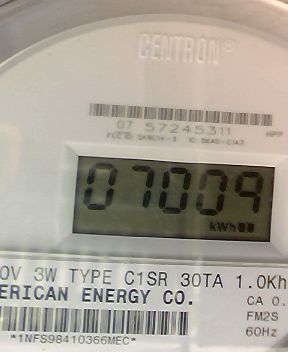 CENTRON®
07 57245311
HPP
07009
kWh
0V 3W TYPE C1SR 30TA 1.0Kh
ERICAN ENERGY CO.
CA 0.
FM2S
60Hz
*1NFS98410366MEC*